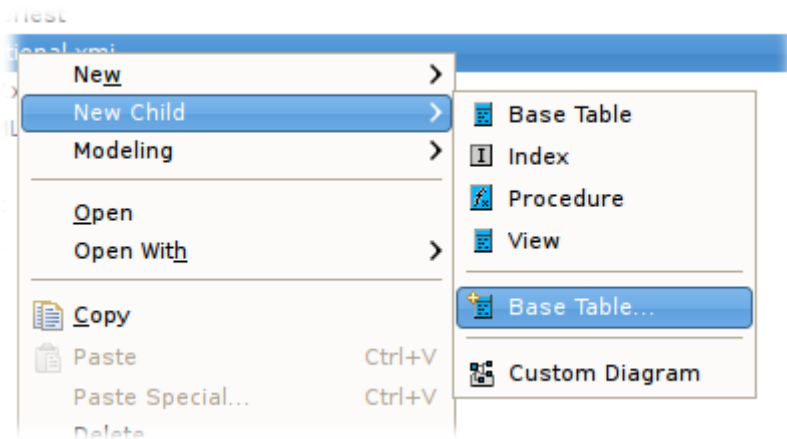 New
New Child
Modeling
Open
Open With
Copy
Paste Ctrl+V
Paste Special... Ctrl+V
Delete
Base Table
Index
Procedure
View
Base Table...
Custom Diagram